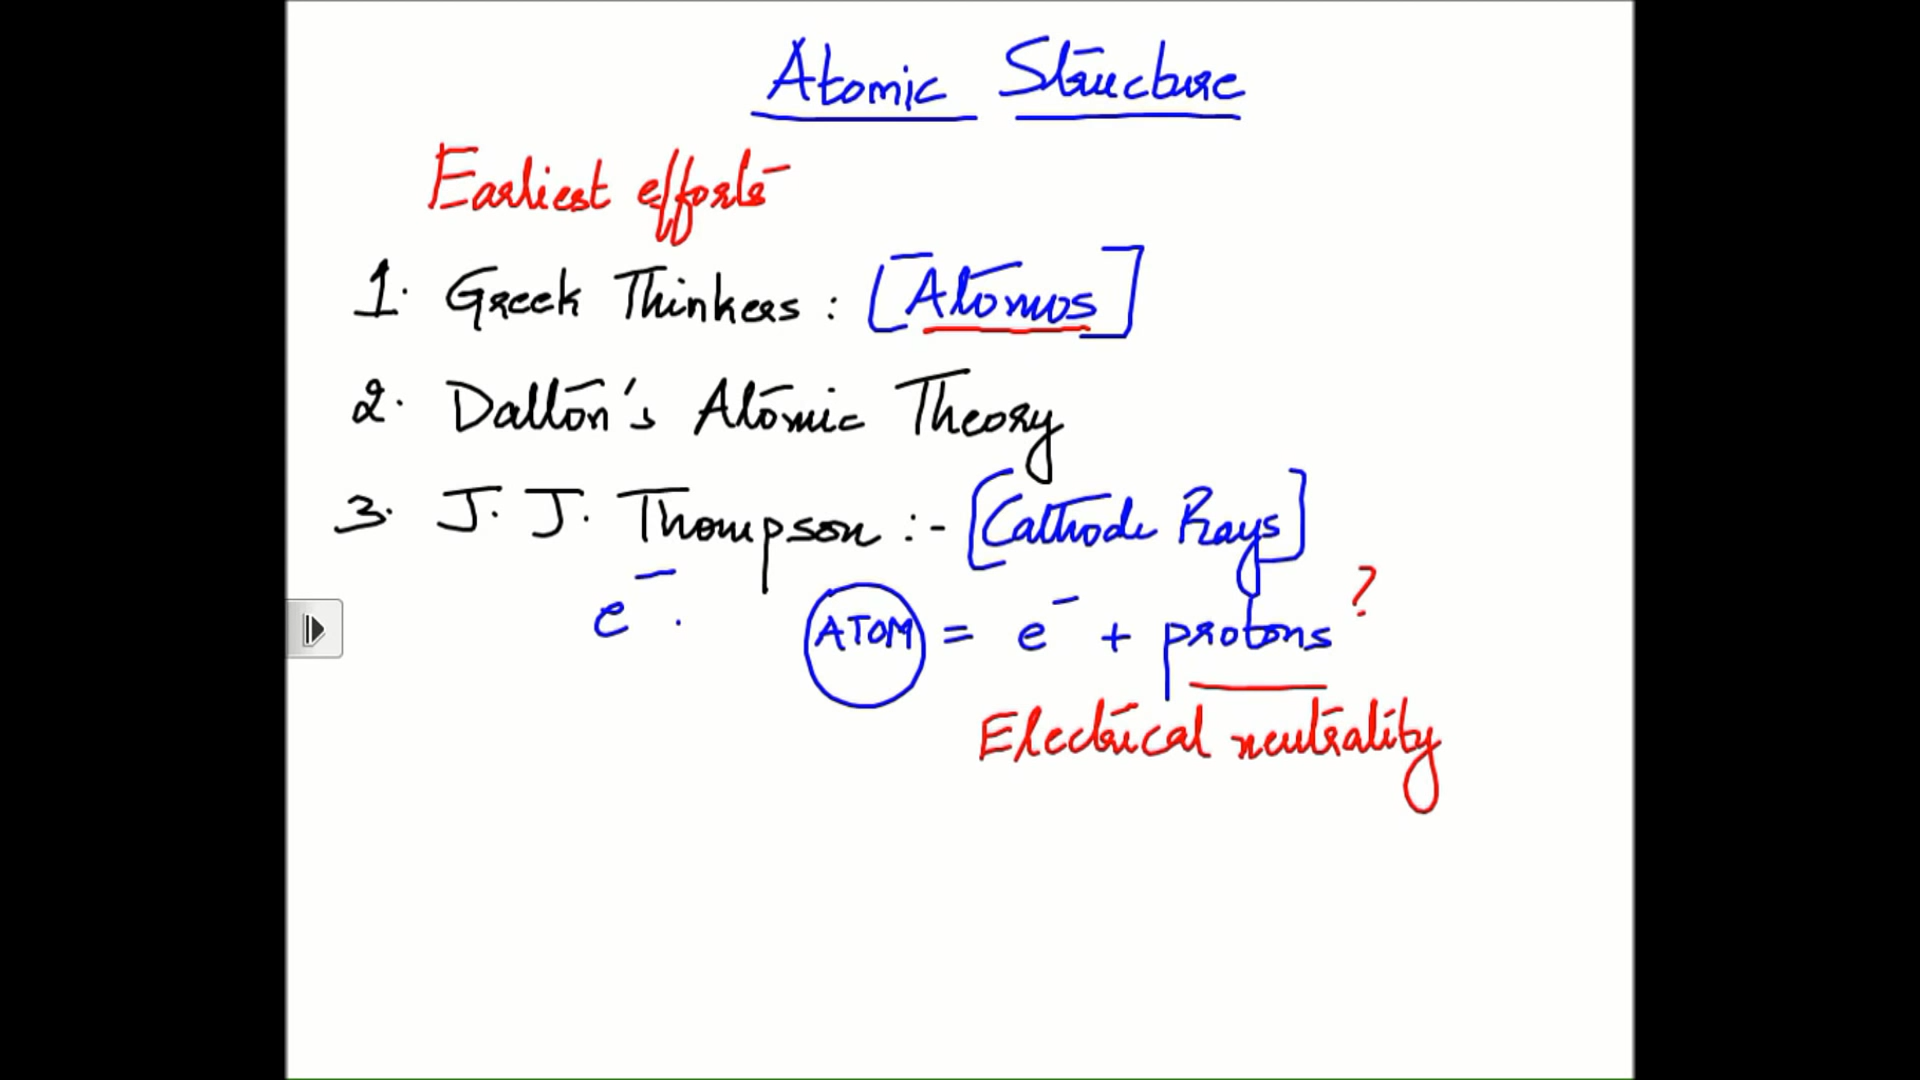 Atomic Structure
Earliest efforts
1. Greek Thinkers : [Atomos]
2. Dalton's Atomic Theory
3. J. J. Thompson :- [Cathode Rays]
e⁻. ATOM = e⁻ + protons ?
Electrical neutrality